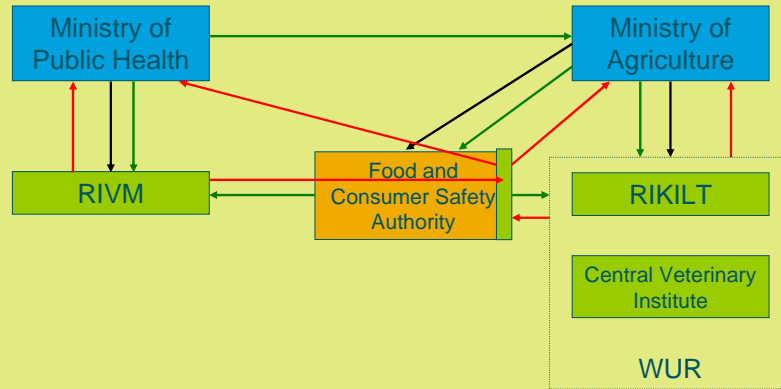 Ministry of
Public Health
Ministry of
Agriculture
RIVM
Food and
Consumer Safety
Authority
RIKILT
Central Veterinary
Institute
WUR